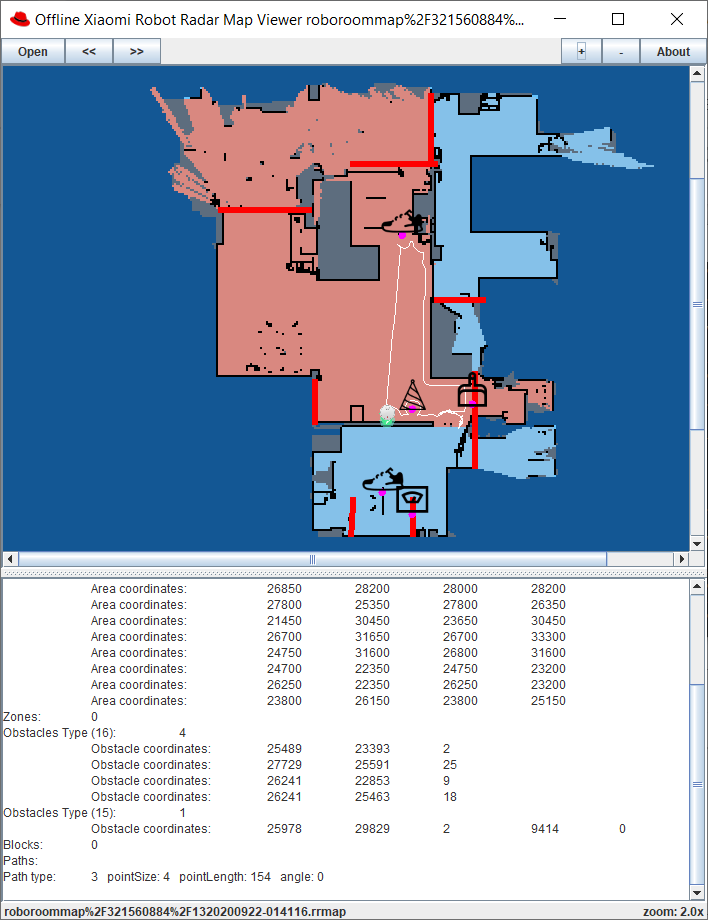 Offline Xiaomi Robot Radar Map Viewer roboroommap%2F321560884%2F...
Open << >> + - About
Area coordinates: 26850 28200 28000 28200
Area coordinates: 27800 25350 27800 26350
Area coordinates: 21450 30450 23650 30450
Area coordinates: 26700 31650 26700 33300
Area coordinates: 24750 31600 26800 31600
Area coordinates: 24700 22350 24750 23200
Area coordinates: 26250 22350 26250 23200
Area coordinates: 23800 26150 23800 25150
Zones: 0
Obstacles Type (16): 4
Obstacle coordinates: 25489 23393 2
Obstacle coordinates: 27729 25591 25
Obstacle coordinates: 26241 22853 9
Obstacle coordinates: 26241 25463 18
Obstacles Type (15): 1
Obstacle coordinates: 25978 29829 2 9414 0
Blocks: 0
Paths:
Path type: 3 pointSize: 4 pointLength: 154 angle: 0
roboroommap%2F321560884%2F1320200922-014116.rrmap zoom: 2.0x